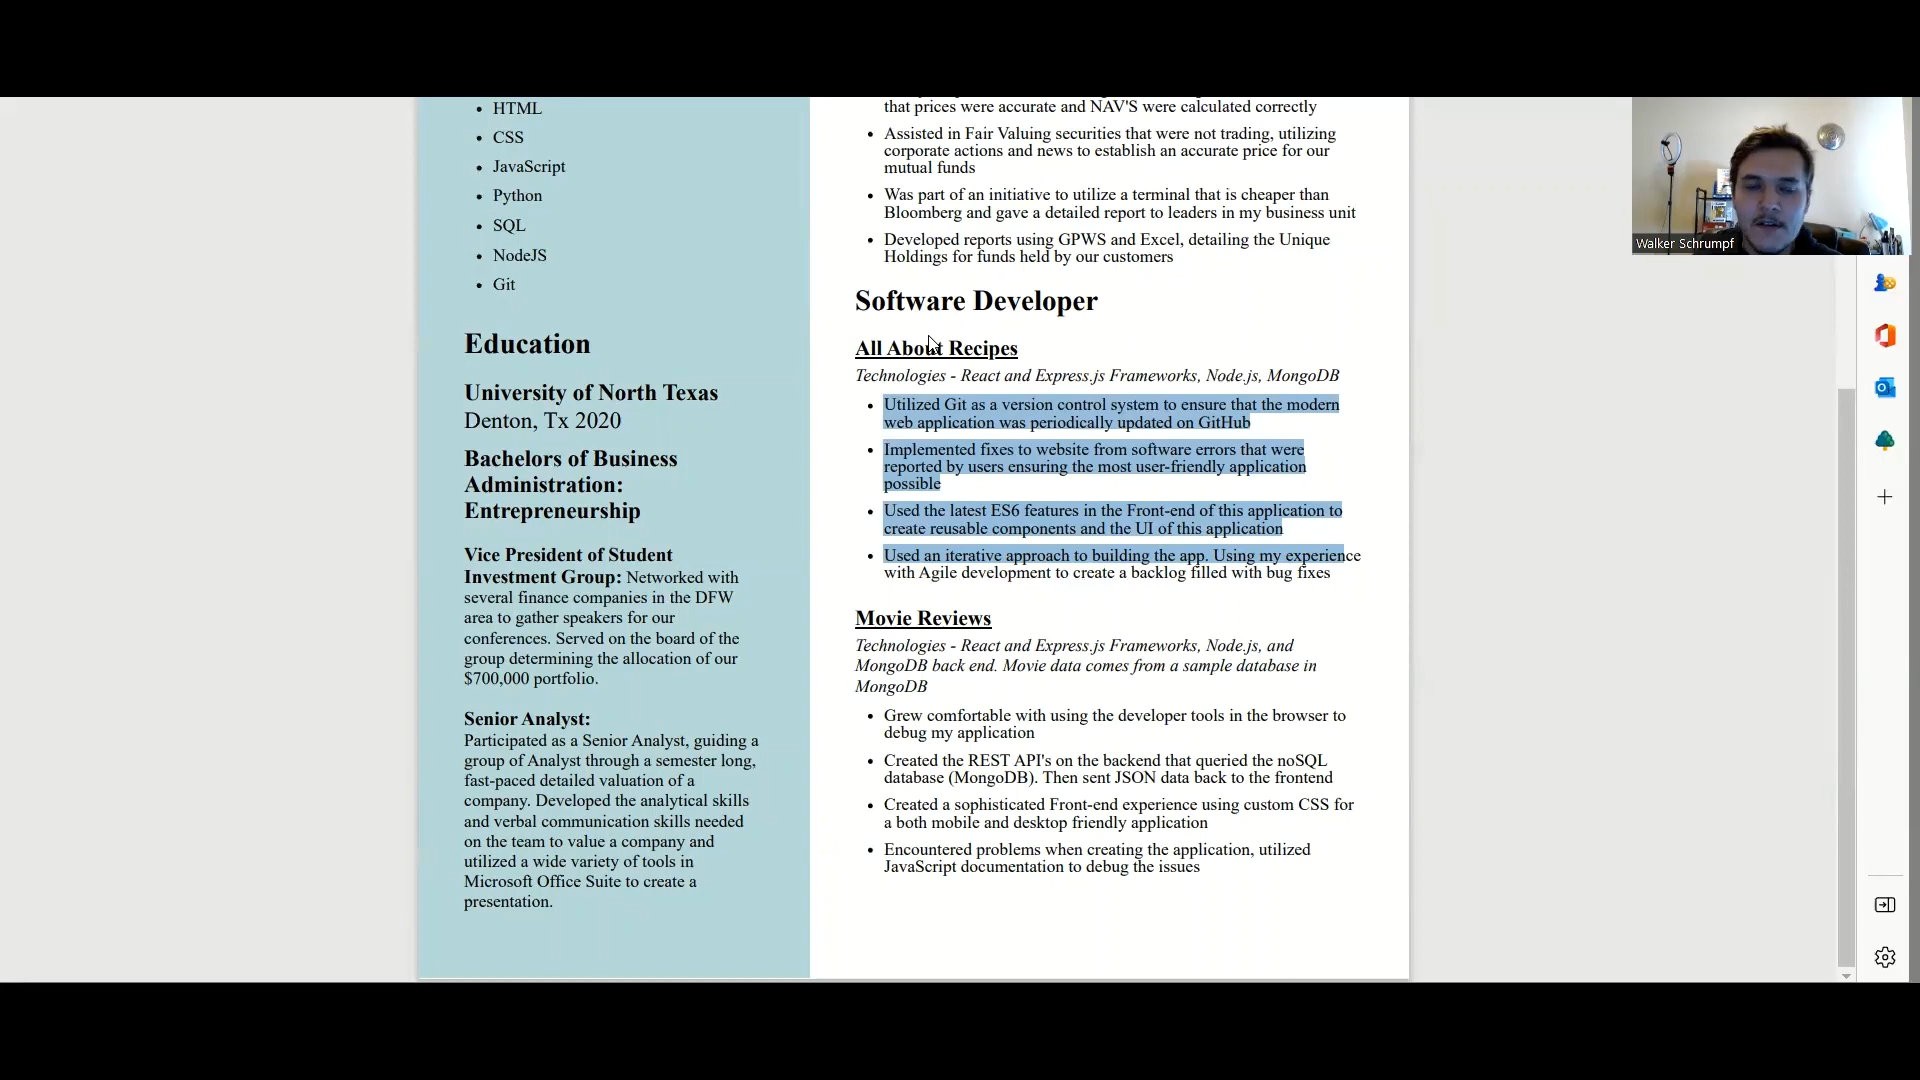 HTML
CSS
JavaScript
Python
SQL
NodeJS
Git
Education
University of North Texas
Denton, Tx 2020
Bachelors of Business
Administration:
Entrepreneurship
Vice President of Student
Investment Group: Networked with
several finance companies in the DFW
area to gather speakers for our
conferences. Served on the board of the
group determining the allocation of our
$700,000 portfolio.
Senior Analyst:
Participated as a Senior Analyst, guiding a
group of Analyst through a semester long,
fast-paced detailed valuation of a
company. Developed the analytical skills
and verbal communication skills needed
on the team to value a company and
utilized a wide variety of tools in
Microsoft Office Suite to create a
presentation.
that prices were accurate and NAV'S were calculated correctly
Assisted in Fair Valuing securities that were not trading, utilizing
corporate actions and news to establish an accurate price for our
mutual funds
Was part of an initiative to utilize a terminal that is cheaper than
Bloomberg and gave a detailed report to leaders in my business unit
Developed reports using GPWS and Excel, detailing the Unique
Holdings for funds held by our customers
Software Developer
All About Recipes
Technologies - React and Express.js Frameworks, Node.js, MongoDB
Utilized Git as a version control system to ensure that the modern
web application was periodically updated on GitHub
Implemented fixes to website from software errors that were
reported by users ensuring the most user-friendly application
possible
Used the latest ES6 features in the Front-end of this application to
create reusable components and the UI of this application
Used an iterative approach to building the app. Using my experience
with Agile development to create a backlog filled with bug fixes
Movie Reviews
Technologies - React and Express.js Frameworks, Node.js, and
MongoDB back end. Movie data comes from a sample database in
MongoDB
Grew comfortable with using the developer tools in the browser to
debug my application
Created the REST API's on the backend that queried the noSQL
database (MongoDB). Then sent JSON data back to the frontend
Created a sophisticated Front-end experience using custom CSS for
a both mobile and desktop friendly application
Encountered problems when creating the application, utilized
JavaScript documentation to debug the issues
Walker Schrumpf